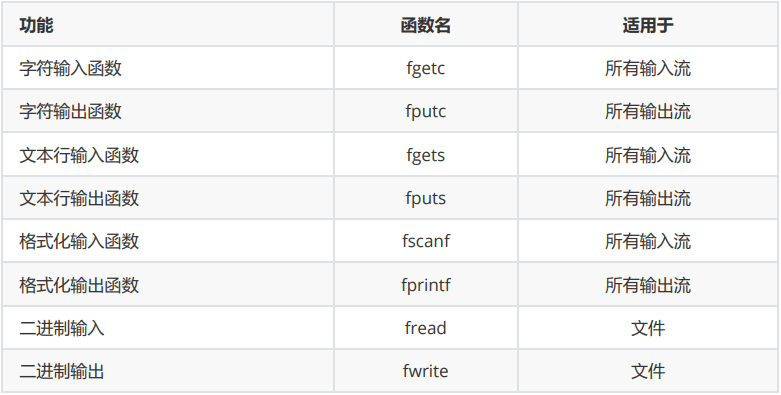 功能 函数名 适用于
字符输入函数 fgetc 所有输入流
字符输出函数 fputc 所有输出流
文本行输入函数 fgets 所有输入流
文本行输出函数 fputs 所有输出流
格式化输入函数 fscanf 所有输入流
格式化输出函数 fprintf 所有输出流
二进制输入 fread 文件
二进制输出 fwrite 文件